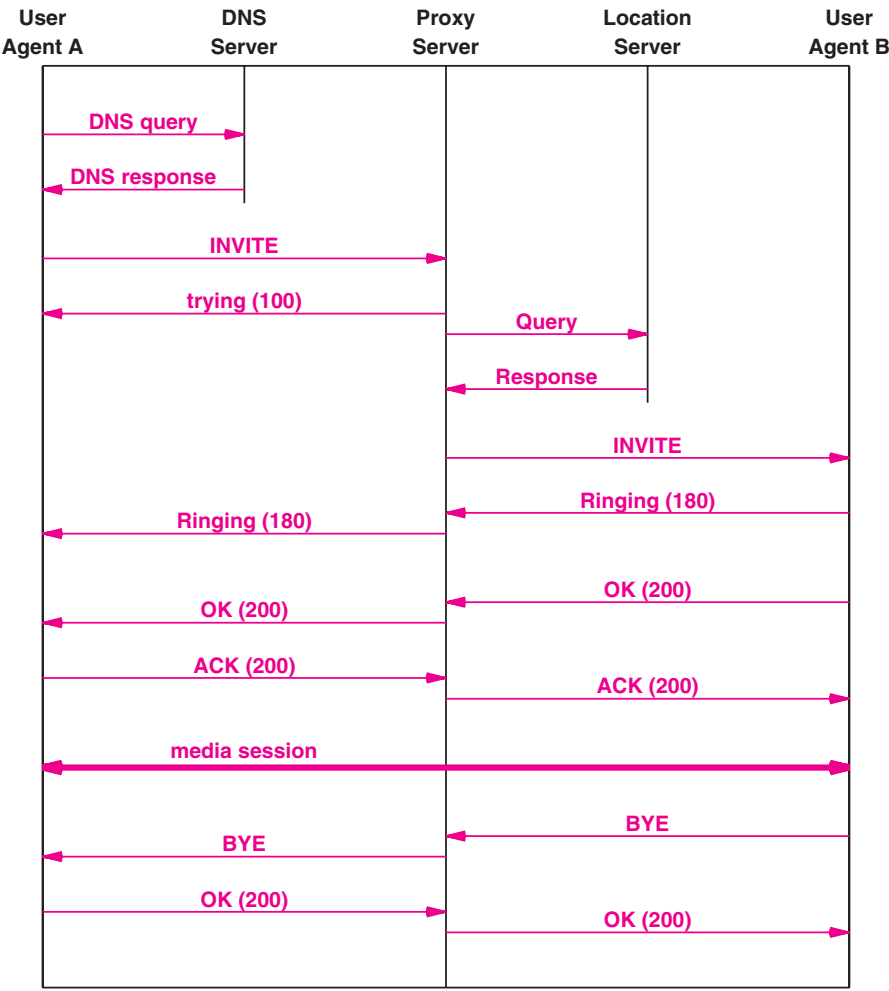 User Agent A
DNS Server
Proxy Server
Location Server
User Agent B
DNS query
DNS response
INVITE
trying (100)
Query
Response
INVITE
Ringing (180)
Ringing (180)
OK (200)
OK (200)
ACK (200)
ACK (200)
media session
BYE
BYE
OK (200)
OK (200)